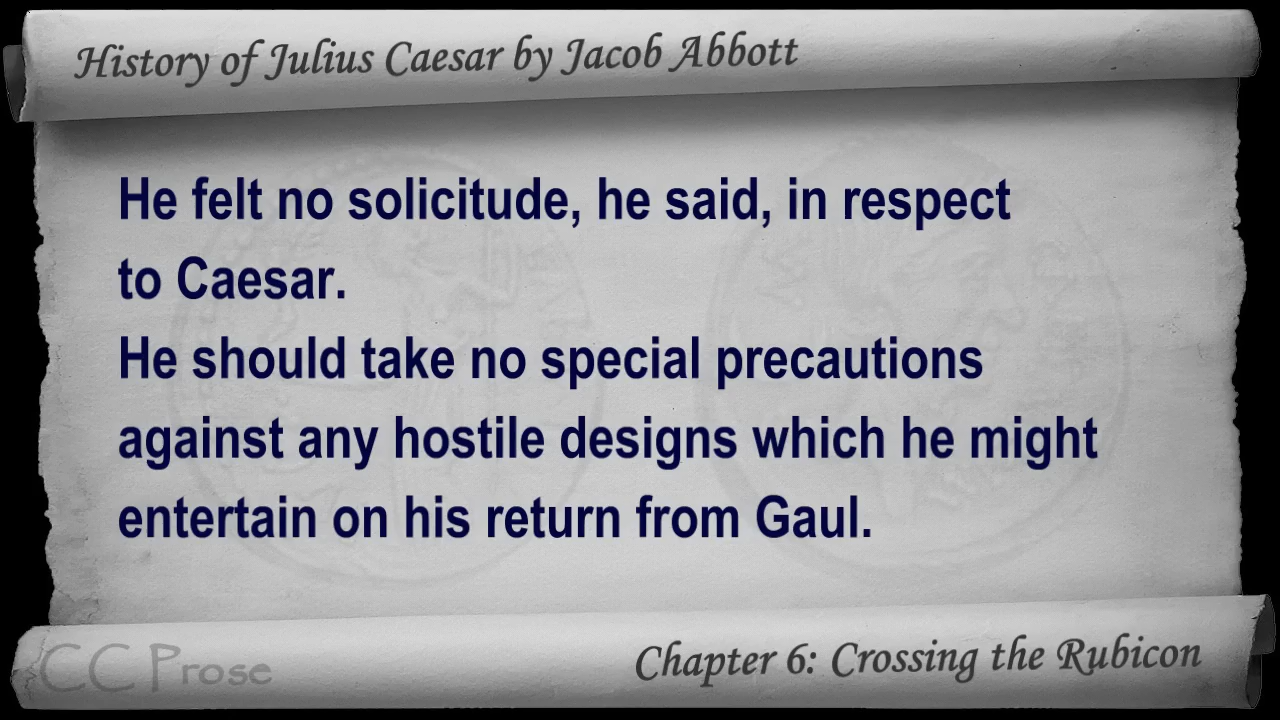 History of Julius Caesar by Jacob Abbott
He felt no solicitude, he said, in respect
to Caesar.
He should take no special precautions
against any hostile designs which he might
entertain on his return from Gaul.
CC Prose
Chapter 6: Crossing the Rubicon